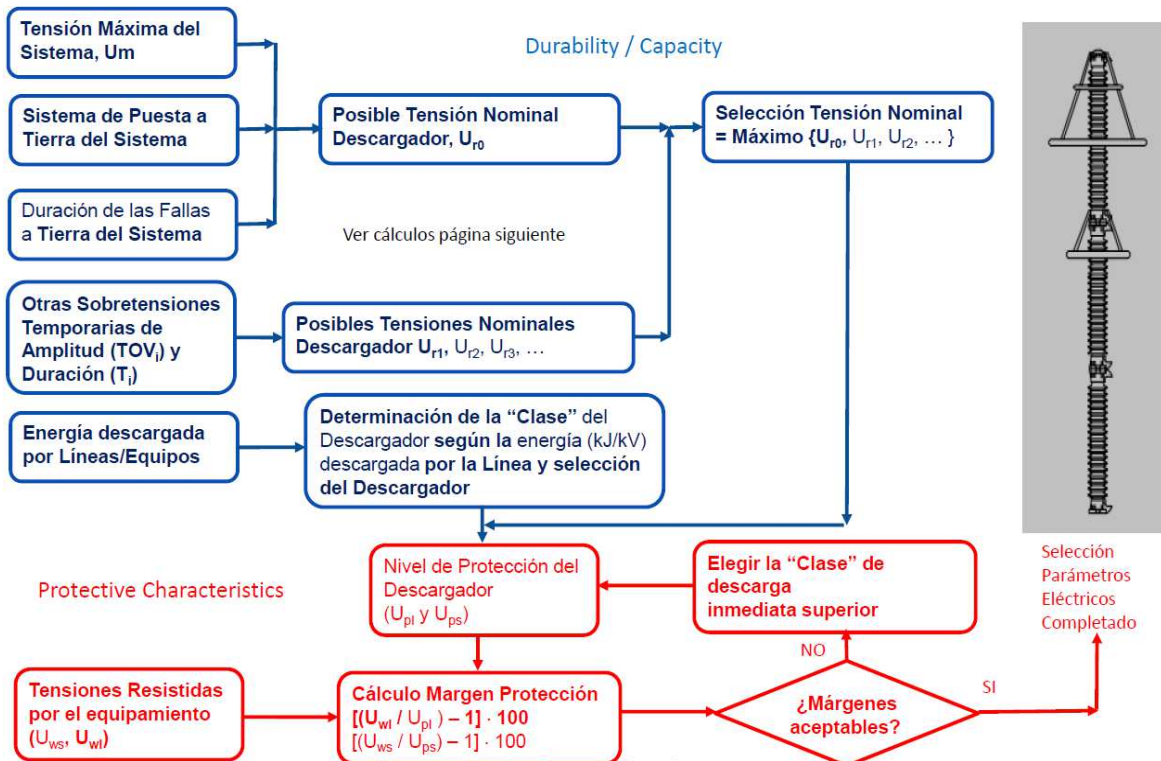 Tensión Máxima del
Sistema, Um
Durability / Capacity
Sistema de Puesta a
Tierra del Sistema
Posible Tensión Nominal
Descargador, Ur0
Selección Tensión Nominal
= Máximo {Ur0, Ur1, Ur2, ... }
Duración de las Fallas
a Tierra del Sistema
Ver cálculos página siguiente
Otras Sobretensiones
Temporarias de
Amplitud (TOVi) y
Duración (Ti)
Posibles Tensiones Nominales
Descargador Ur1, Ur2, Ur3, ...
Energía descargada
por Líneas/Equipos
Determinación de la “Clase” del
Descargador según la energía (kJ/kV)
descargada por la Línea y selección
del Descargador
Protective Characteristics
Nivel de Protección del
Descargador
(Upl y Ups)
Elegir la “Clase” de
descarga
inmediata superior
Selección
Parámetros
Eléctricos
Completado
Tensiones Resistidas
por el equipamiento
(Uws, Uwl)
Cálculo Margen Protección
[(Uwl / Upl ) – 1] · 100
[(Uws / Ups) – 1] · 100
NO
¿Márgenes
aceptables?
SI